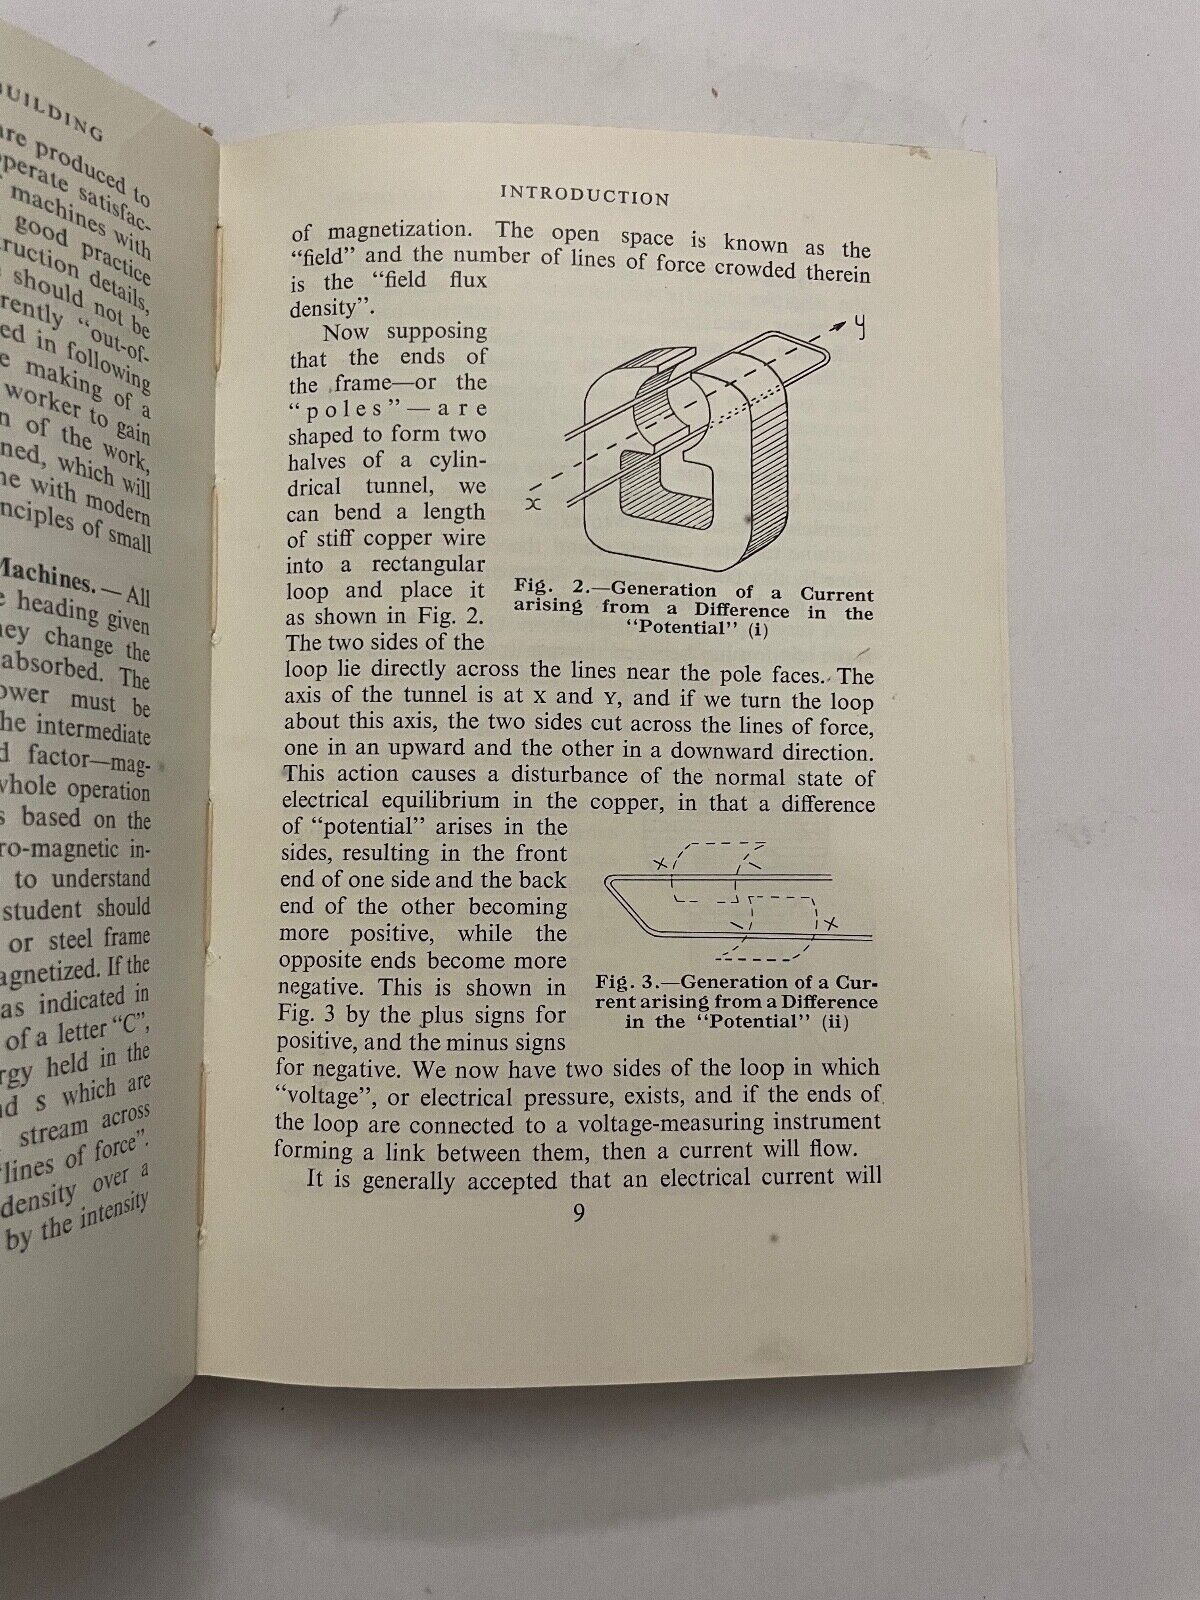 BUILDING
are produced to
operate satisfac-
machines with
good practice
struction details,
should not be
"out-of-
in following
making of a
worker to gain
of the work,
which will
with modern
of small
Machines.—All
heading given
they change the
absorbed. The
must be
the intermediate
factor—mag-
whole operation
based on the
in-
to understand
student should
or steel frame
If the
as indicated in
of a letter "C",
held in the
S which are
stream across
"lines of force".
density over a
by the intensity
INTRODUCTION
of magnetization. The open space is known as the
"field" and the number of lines of force crowded therein
is the "field flux
density".
Now supposing
that the ends of
the frame—or the
"poles"—are
shaped to form two
halves of a cylin-
drical tunnel, we
can bend a length
of stiff copper wire
into a rectangular
loop and place it
as shown in Fig. 2.
The two sides of the
y
x
Fig. 2.—Generation of a Current
arising from a Difference in the
"Potential" (i)
loop lie directly across the lines near the pole faces. The
axis of the tunnel is at X and Y, and if we turn the loop
about this axis, the two sides cut across the lines of force,
one in an upward and the other in a downward direction.
This action causes a disturbance of the normal state of
electrical equilibrium in the copper, in that a difference
of "potential" arises in the
sides, resulting in the front
end of one side and the back
end of the other becoming
more positive, while the
opposite ends become more
negative. This is shown in
Fig. 3 by the plus signs for
positive, and the minus signs
+ −
− +
Fig. 3.—Generation of a Cur-
rent arising from a Difference
in the "Potential" (ii)
for negative. We now have two sides of the loop in which
"voltage", or electrical pressure, exists, and if the ends of
the loop are connected to a voltage-measuring instrument
forming a link between them, then a current will flow.
It is generally accepted that an electrical current will
9